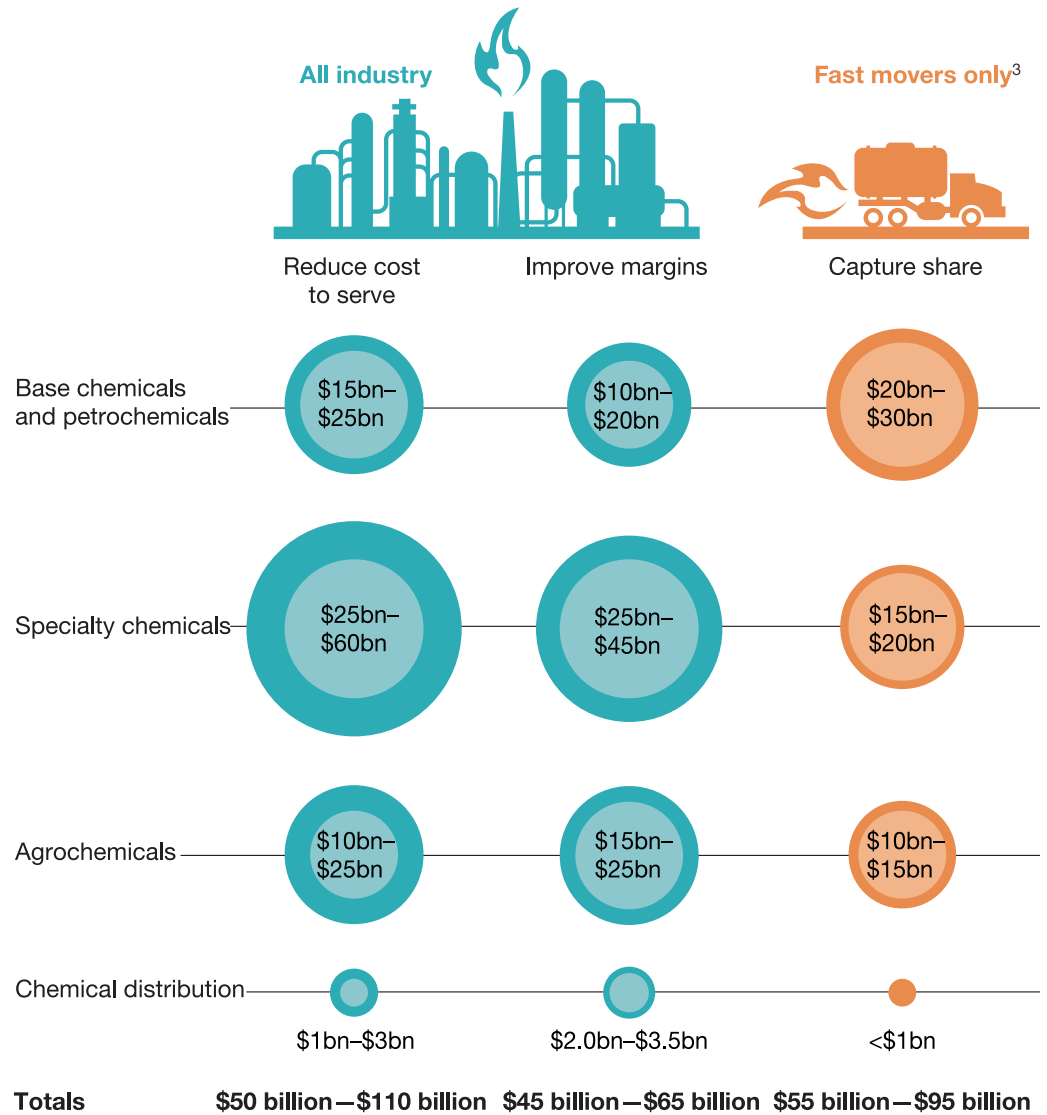 All industry
Fast movers only3
Reduce cost
to serve
Improve margins
Capture share
Base chemicals
and petrochemicals
$15bn–
$25bn
$10bn–
$20bn
$20bn–
$30bn
Specialty chemicals
$25bn–
$60bn
$25bn–
$45bn
$15bn–
$20bn
Agrochemicals
$10bn–
$25bn
$15bn–
$25bn
$10bn–
$15bn
Chemical distribution
$1bn–$3bn
$2.0bn–$3.5bn
<$1bn
Totals
$50 billion—$110 billion
$45 billion—$65 billion
$55 billion—$95 billion